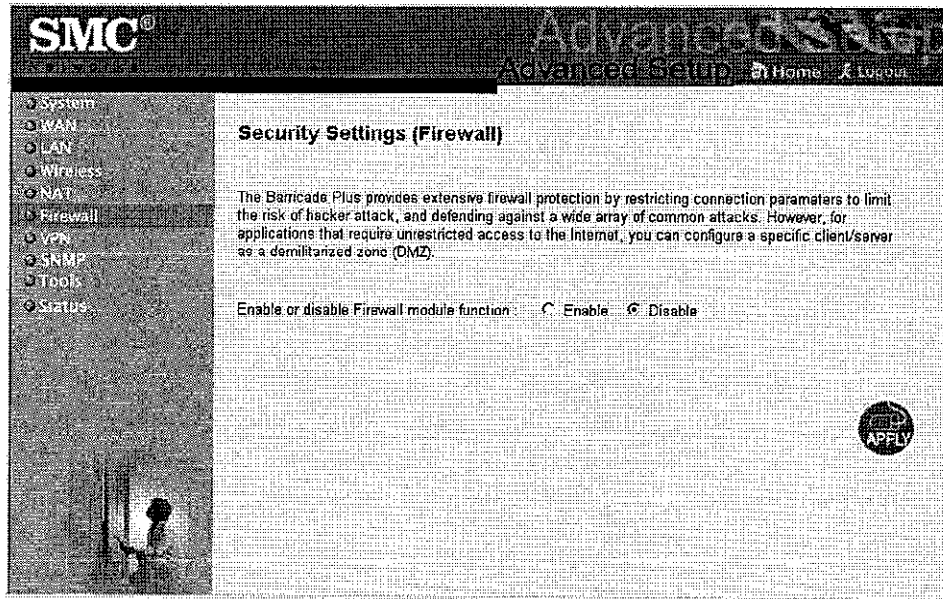 SMC®
Advanced Setup
Advanced Setup Home Logout
System
WAN
LAN
Wireless
NAT
Firewall
VPN
SNMP
Tools
Status
Security Settings (Firewall)
The Barricade Plus provides extensive firewall protection by restricting connection parameters to limit
the risk of hacker attack, and defending against a wide array of common attacks. However, for
applications that require unrestricted access to the Internet, you can configure a specific client/server
as a demilitarized zone (DMZ).
Enable or disable Firewall module function : Enable Disable
APPLY